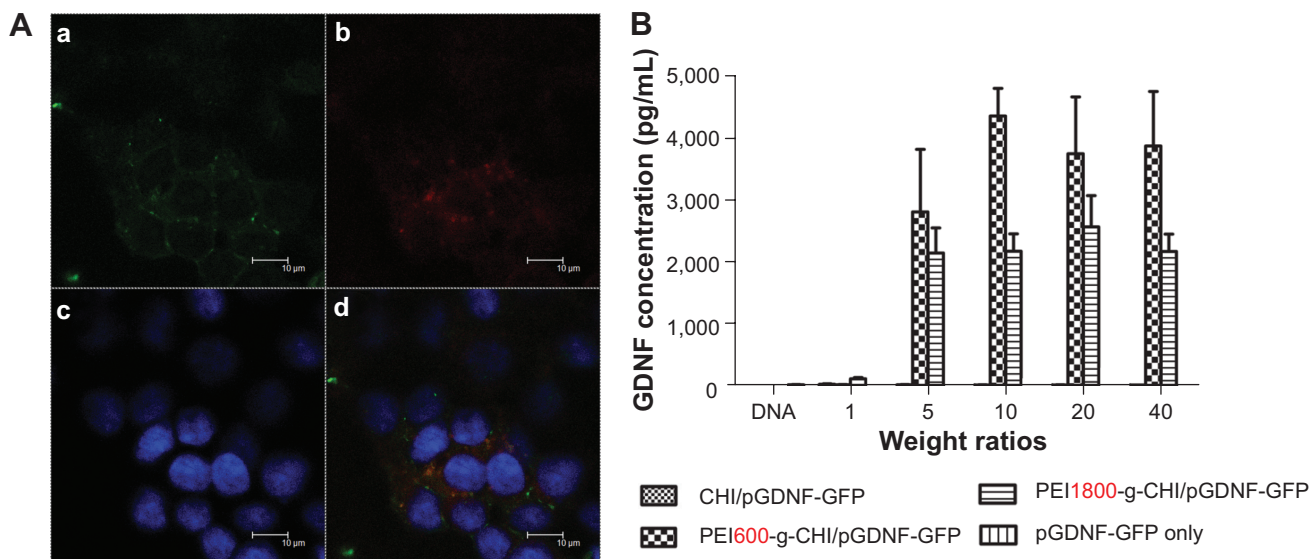 A
a
b
10 µm
10 µm
c
d
10 µm
10 µm
B
GDNF concentration (pg/mL)
5,000
4,000
3,000
2,000
1,000
0
DNA 1 5 10 20 40
Weight ratios
CHI/pGDNF-GFP
PEI600-g-CHI/pGDNF-GFP
PEI1800-g-CHI/pGDNF-GFP
pGDNF-GFP only